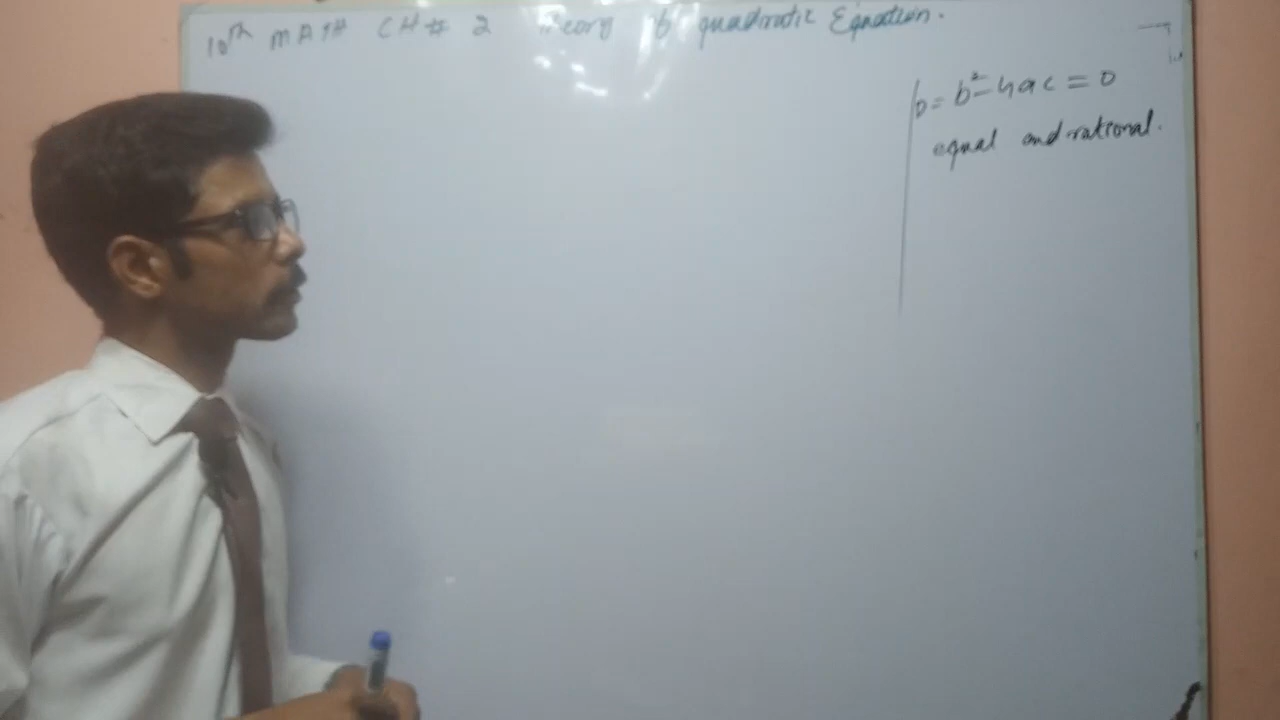 10th MATH CH # 2 Theory of quadratic Equation.
D = b²-4ac = 0
equal and rational.